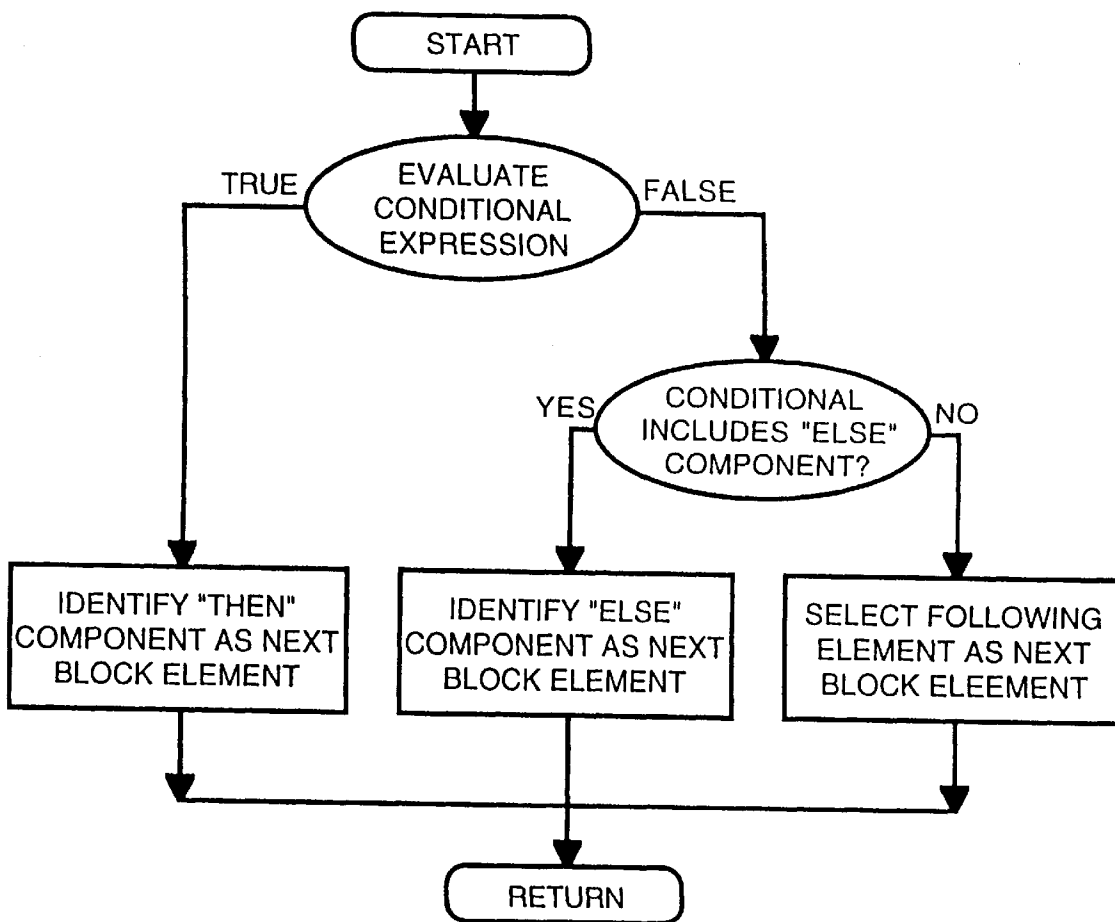 START
TRUE
EVALUATE
CONDITIONAL
EXPRESSION
FALSE
YES
CONDITIONAL
INCLUDES "ELSE"
COMPONENT?
NO
IDENTIFY "THEN"
COMPONENT AS NEXT
BLOCK ELEMENT
IDENTIFY "ELSE"
COMPONENT AS NEXT
BLOCK ELEMENT
SELECT FOLLOWING
ELEMENT AS NEXT
BLOCK ELEEMENT
RETURN